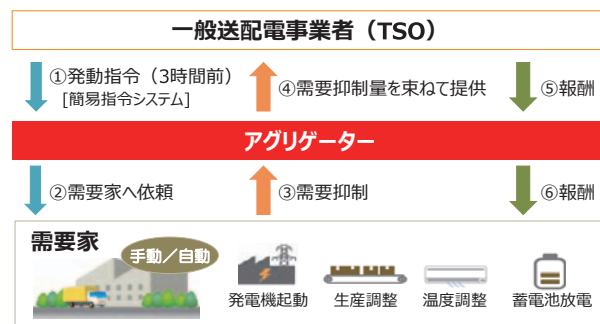 一般送配電事業者（TSO）
①発動指令（3時間前）
[簡易指令システム]
④需要抑制量を束ねて提供
⑤報酬
アグリゲーター
②需要家へ依頼
③需要抑制
⑥報酬
需要家
手動／自動
発電機起動
生産調整
温度調整
蓄電池放電